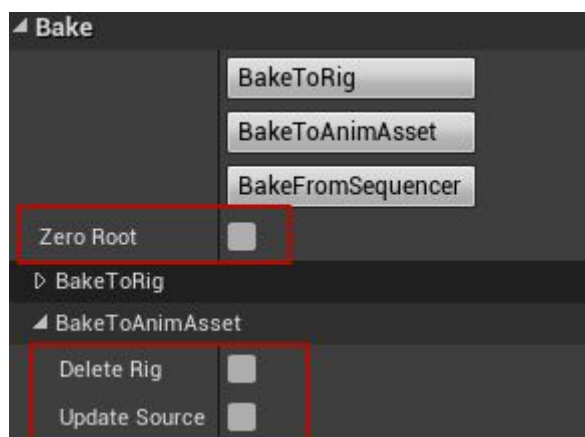 Bake
BakeToRig
BakeToAnimAsset
BakeFromSequencer
Zero Root
BakeToRig
BakeToAnimAsset
Delete Rig
Update Source